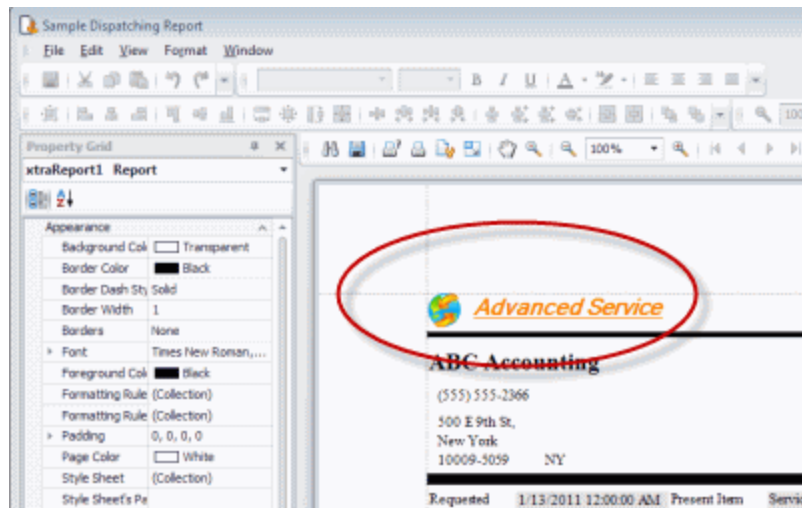 Sample Dispatching Report
File Edit View Format Window
B I U A
100
Property Grid
100%
xtraReport1 Report
Appearance
Background Col Transparent
Border Color Black
Border Dash Sty Solid
Border Width 1
Borders None
Font Times New Roman,...
Foreground Col Black
Formatting Rule (Collection)
Formatting Rule (Collection)
Padding 0, 0, 0, 0
Page Color White
Style Sheet (Collection)
Style Sheet's Pa
Advanced Service
ABC Accounting
(555) 555-2366
500 E 9th St,
New York
10009-5059 NY
Requested 1/13/2011 12:00:00 AM Present Item Servic